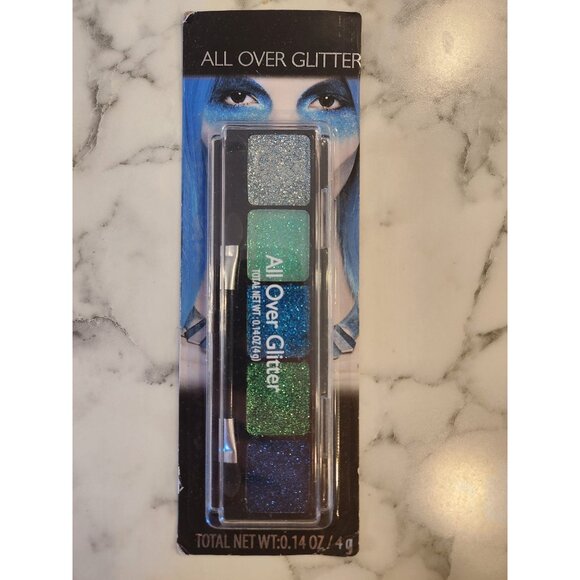 ALL OVER GLITTER
All Over Glitter
TOTAL NET WT: 0.14 OZ (4 g)
TOTAL NET WT:0.14 OZ / 4 g